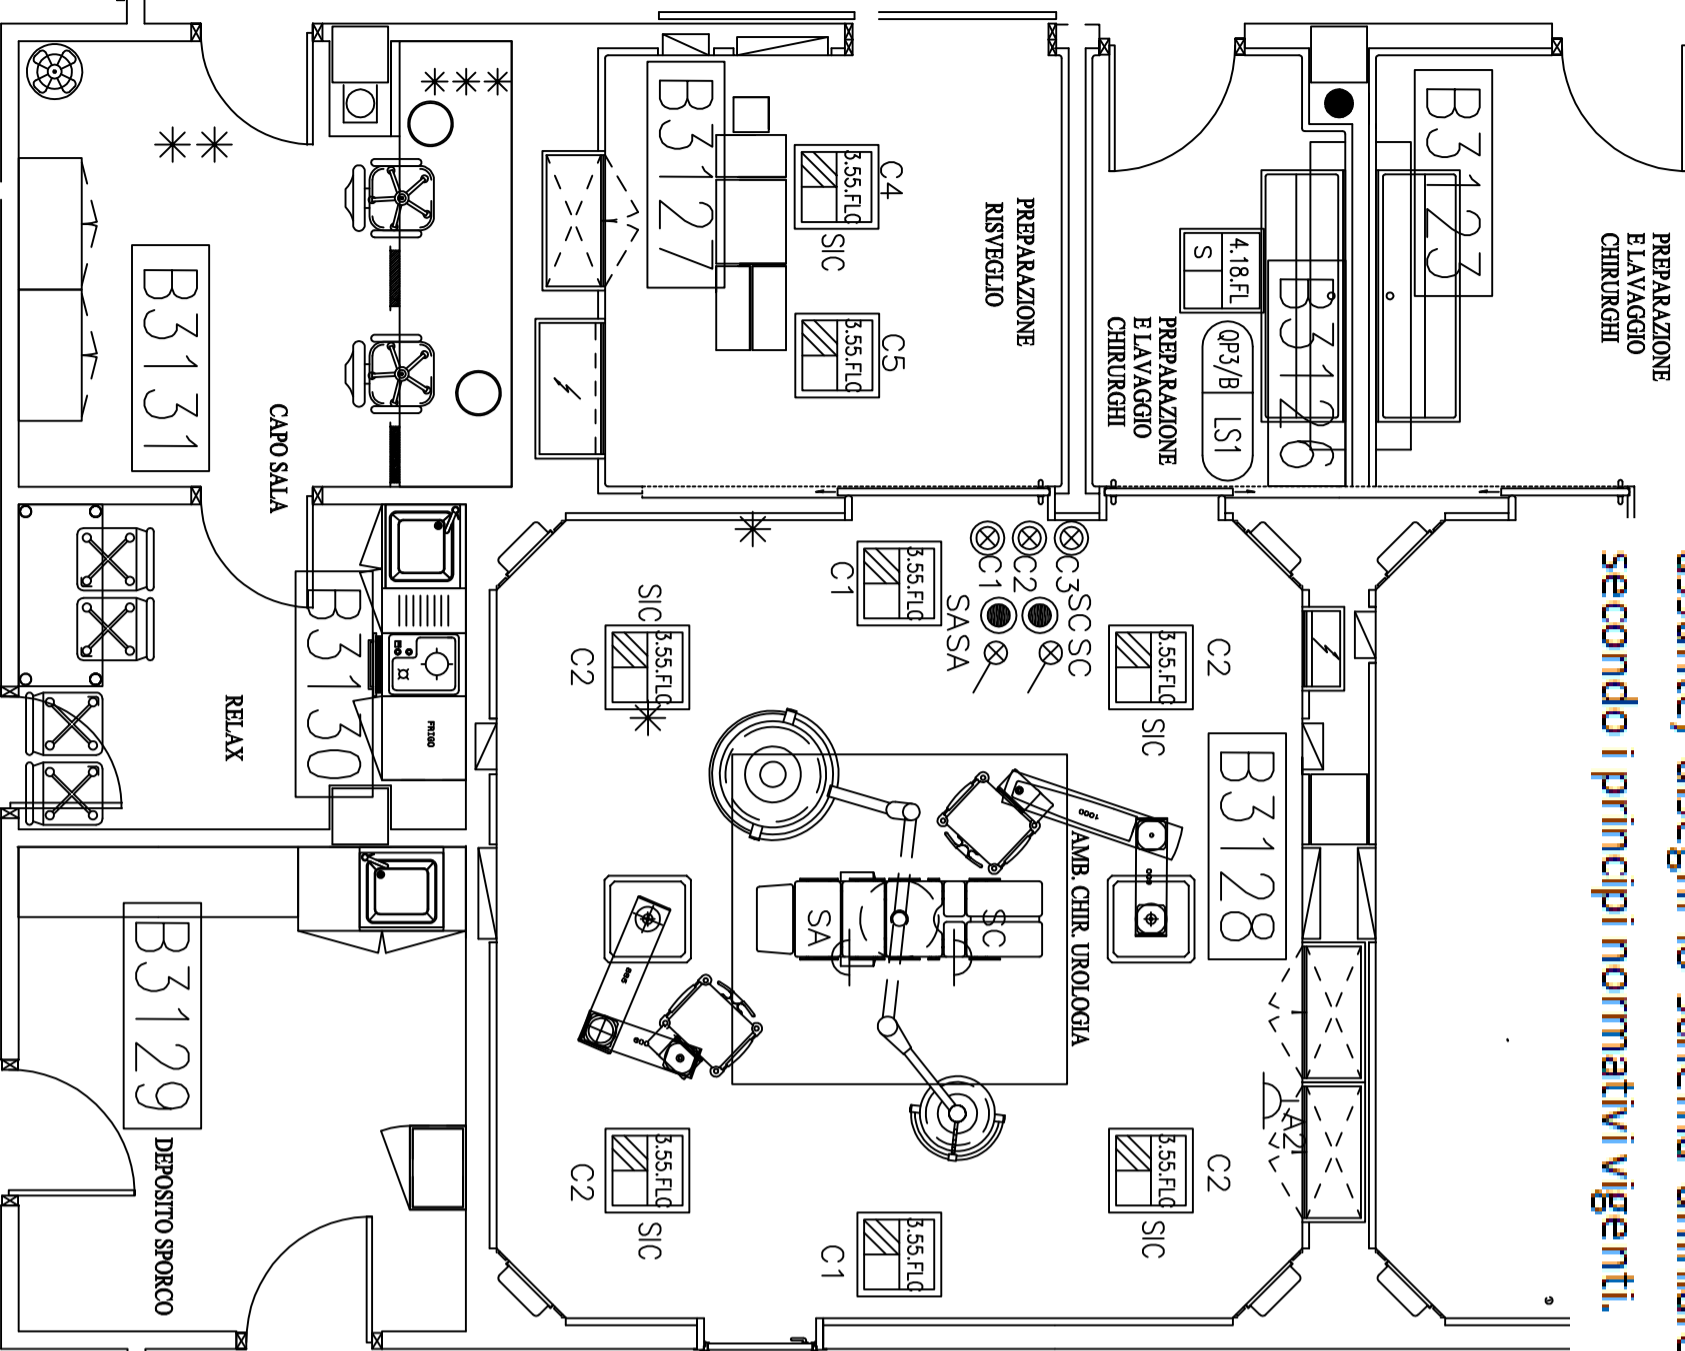 B3123
PREPARAZIONE
E LAVAGGIO
CHIRURGHI
secondo i principi normativi vigenti.
4.18.FL
S
B3126
QP3/B LS1
PREPARAZIONE
E LAVAGGIO
CHIRURGHI
B3127
PREPARAZIONE
RISVEGLIO
C4
3.55.FLC
SIC
C5
3.55.FLC
B3131
CAPO SALA
B3130
RELAX
FRIGO
B3129
DEPOSITO SPORCO
B3128
AMB. CHIR. UROLOGIA
C1
3.55.FLC
C1
C2
C3
SC
SC
SA
SA
C2
3.55.FLC
SIC
SIC
3.55.FLC
C2
1000
600
SA
SC
A21
C2
3.55.FLC
SIC
3.55.FLC
C2
SIC
3.55.FLC
C1